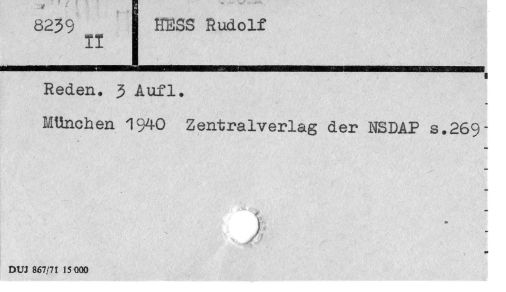 8239 II
HESS Rudolf
Reden. 3 Aufl.
München 1940 Zentralverlag der NSDAP s.269
DUJ 867/71 15 000